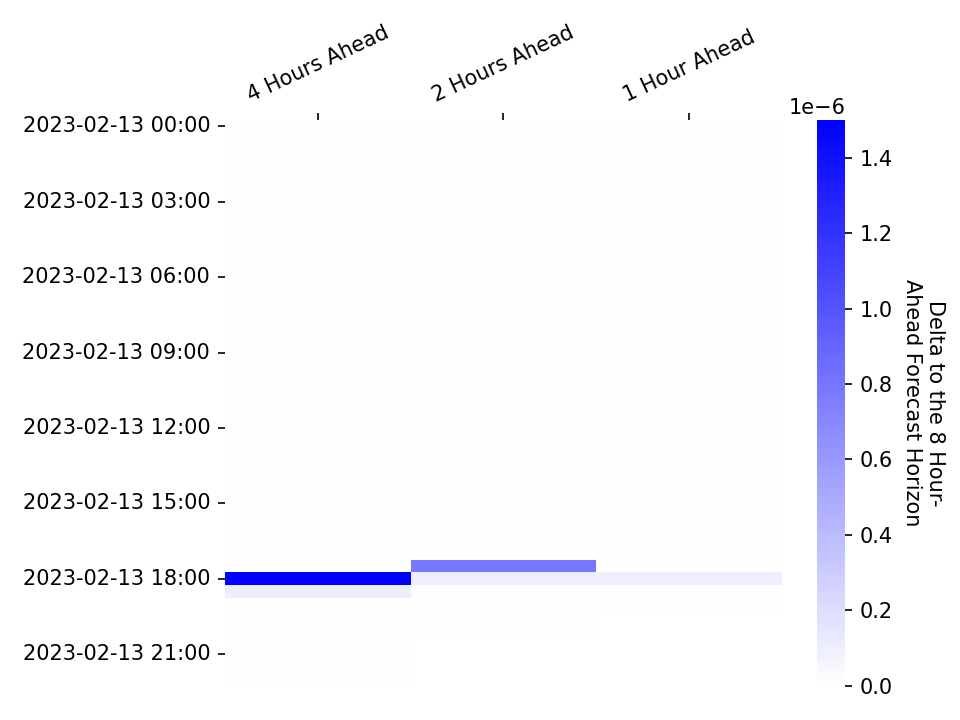 4 Hours Ahead
2 Hours Ahead
1 Hour Ahead
2023-02-13 00:00
2023-02-13 03:00
2023-02-13 06:00
2023-02-13 09:00
2023-02-13 12:00
2023-02-13 15:00
2023-02-13 18:00
2023-02-13 21:00
1e−6
1.4
1.2
1.0
0.8
0.6
0.4
0.2
0.0
Delta to the 8 Hour-
Ahead Forecast Horizon